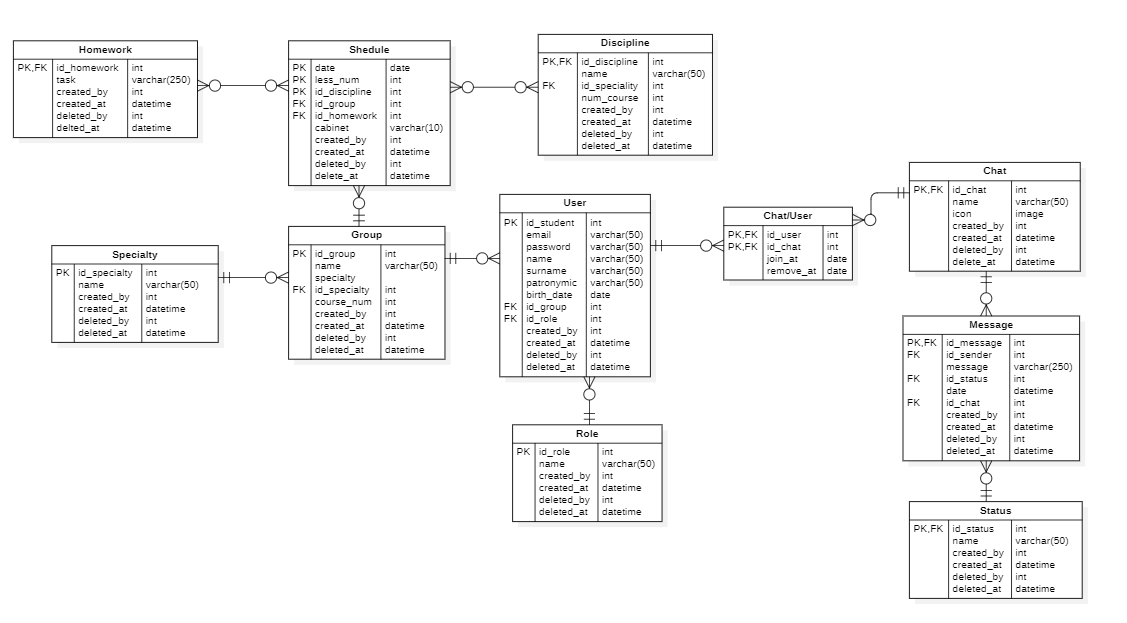 Homework
PK,FK id_homework int
task varchar(250)
created_by int
created_at datetime
deleted_by int
delted_at datetime
Shedule
PK date date
PK less_num int
PK id_discipline int
FK id_group int
FK id_homework int
cabinet varchar(10)
created_by int
created_at datetime
deleted_by int
delete_at datetime
Discipline
PK,FK id_discipline int
name varchar(50)
FK id_speciality int
num_course int
created_by int
created_at datetime
deleted_by int
deleted_at datetime
Specialty
PK id_specialty int
name varchar(50)
created_by int
created_at datetime
deleted_by int
deleted_at datetime
Group
PK id_group int
name varchar(50)
specialty
FK id_specialty int
course_num int
created_by int
created_at datetime
deleted_by int
deleted_at datetime
User
PK id_student int
email varchar(50)
password varchar(50)
name varchar(50)
surname varchar(50)
patronymic varchar(50)
birth_date date
FK id_group int
FK id_role int
created_by int
created_at datetime
deleted_by int
deleted_at datetime
Chat/User
PK,FK id_user int
PK,FK id_chat int
join_at date
remove_at date
Chat
PK,FK id_chat int
name varchar(50)
icon image
created_by int
created_at datetime
deleted_by int
delete_at datetime
Message
PK,FK id_message int
FK id_sender int
message varchar(250)
FK id_status int
date datetime
FK id_chat int
created_by int
created_at datetime
deleted_by int
deleted_at datetime
Role
PK id_role int
name varchar(50)
created_by int
created_at datetime
deleted_by int
deleted_at datetime
Status
PK,FK id_status int
name varchar(50)
created_by int
created_at datetime
deleted_by int
deleted_at datetime